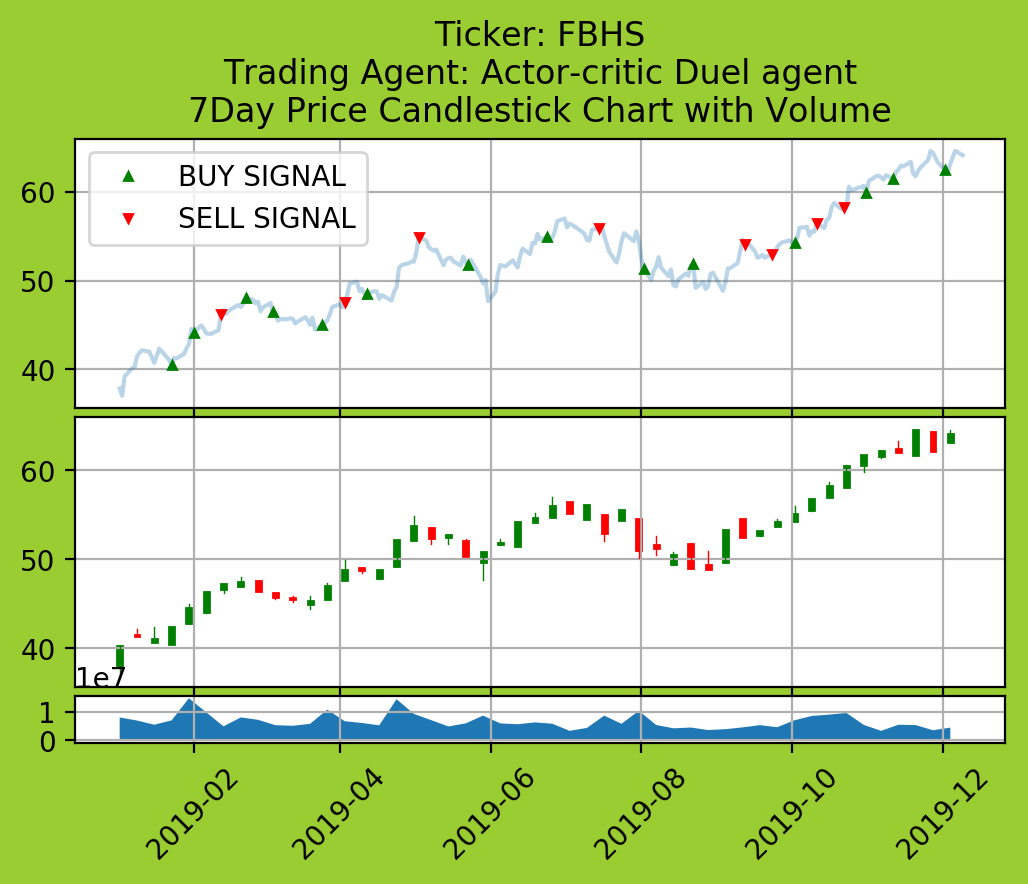 Ticker: FBHS
Trading Agent: Actor-critic Duel agent
7Day Price Candlestick Chart with Volume
BUY SIGNAL
SELL SIGNAL
60
50
40
60
50
40
1e7
1
0
2019-02
2019-04
2019-06
2019-08
2019-10
2019-12